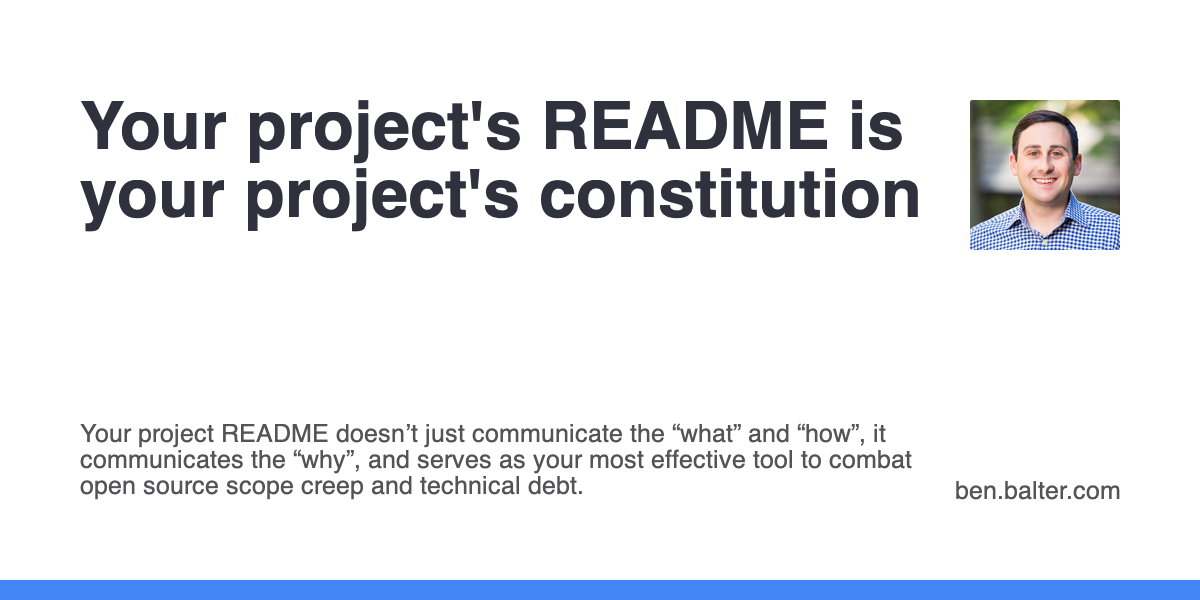 Your project's README is
your project's constitution
Your project README doesn’t just communicate the “what” and “how”, it
communicates the “why”, and serves as your most effective tool to combat
open source scope creep and technical debt.
ben.balter.com